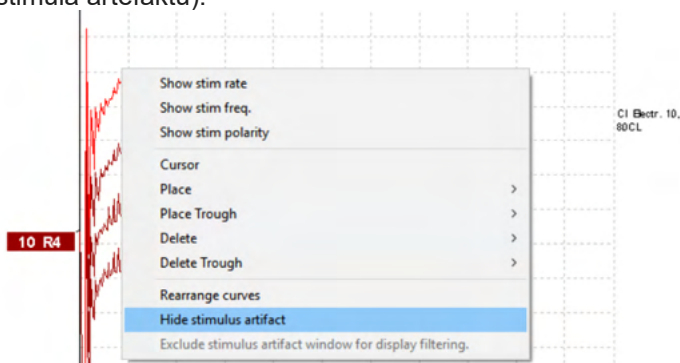 stimula artefaktu).
Show stim rate
Show stim freq.
Show stim polarity
CI Electr. 10,
80CL
Cursor
Place
Place Trough
10 R4
Delete
Delete Trough
Rearrange curves
Hide stimulus artifact
Exclude stimulus artifact window for display filtering.